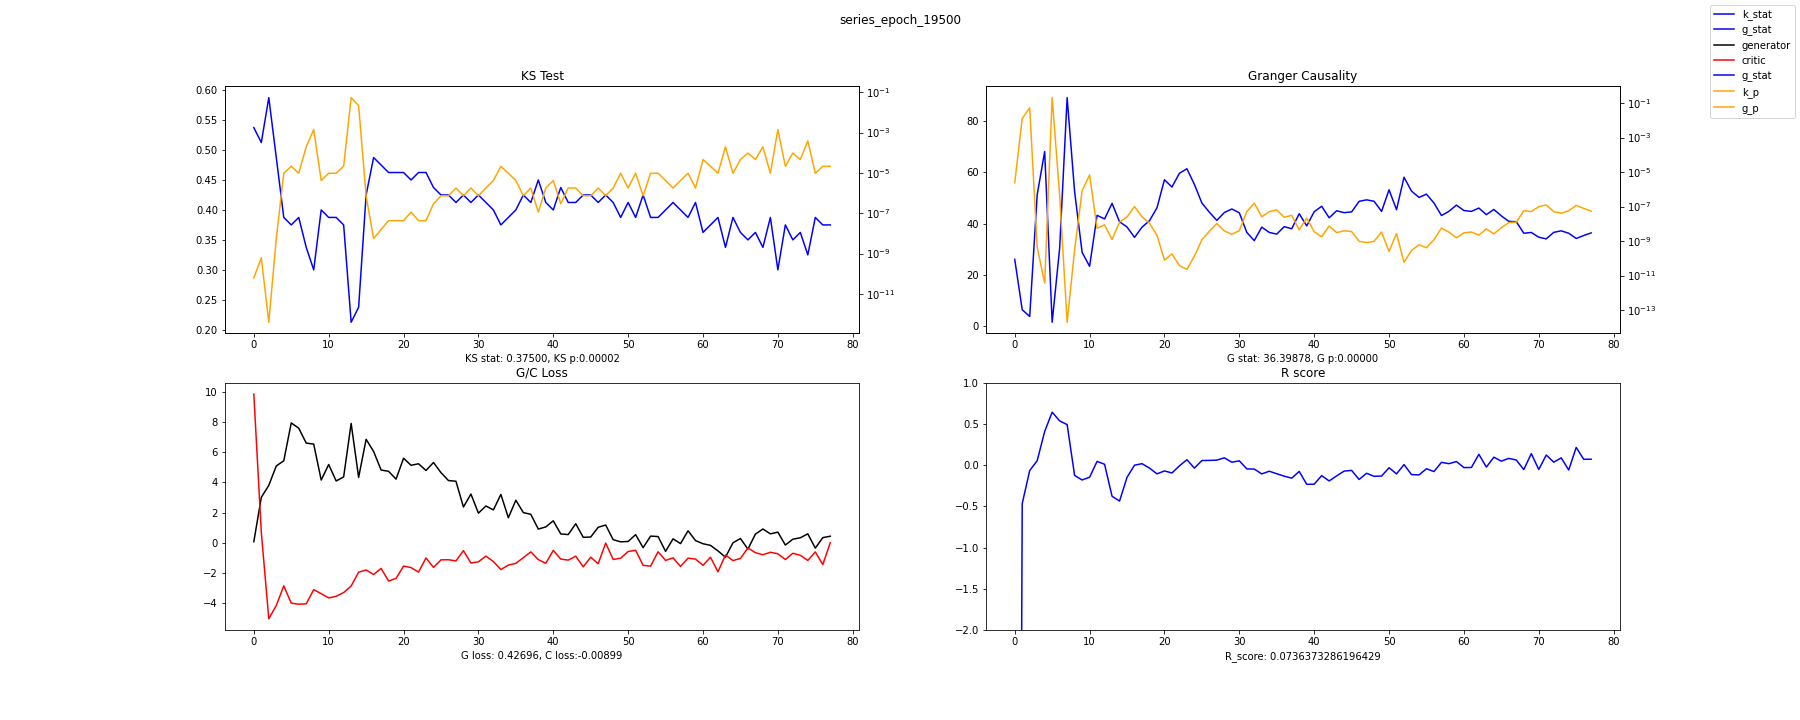 series_epoch_19500
k_stat
g_stat
generator
critic
g_stat
k_p
g_p
KS Test
0.60
0.55
0.50
0.45
0.40
0.35
0.30
0.25
0.20
10⁻¹
10⁻³
10⁻⁵
10⁻⁷
10⁻⁹
10⁻¹¹
0 10 20 30 40 50 60 70 80
KS stat: 0.37500, KS p:0.00002
Granger Causality
80
60
40
20
0
10⁻¹
10⁻³
10⁻⁵
10⁻⁷
10⁻⁹
10⁻¹¹
10⁻¹³
0 10 20 30 40 50 60 70 80
G stat: 36.39878, G p:0.00000
G/C Loss
10
8
6
4
2
0
−2
−4
0 10 20 30 40 50 60 70 80
G loss: 0.42696, C loss:-0.00899
R score
1.0
0.5
0.0
−0.5
−1.0
−1.5
−2.0
0 10 20 30 40 50 60 70 80
R_score: 0.0736373286196429